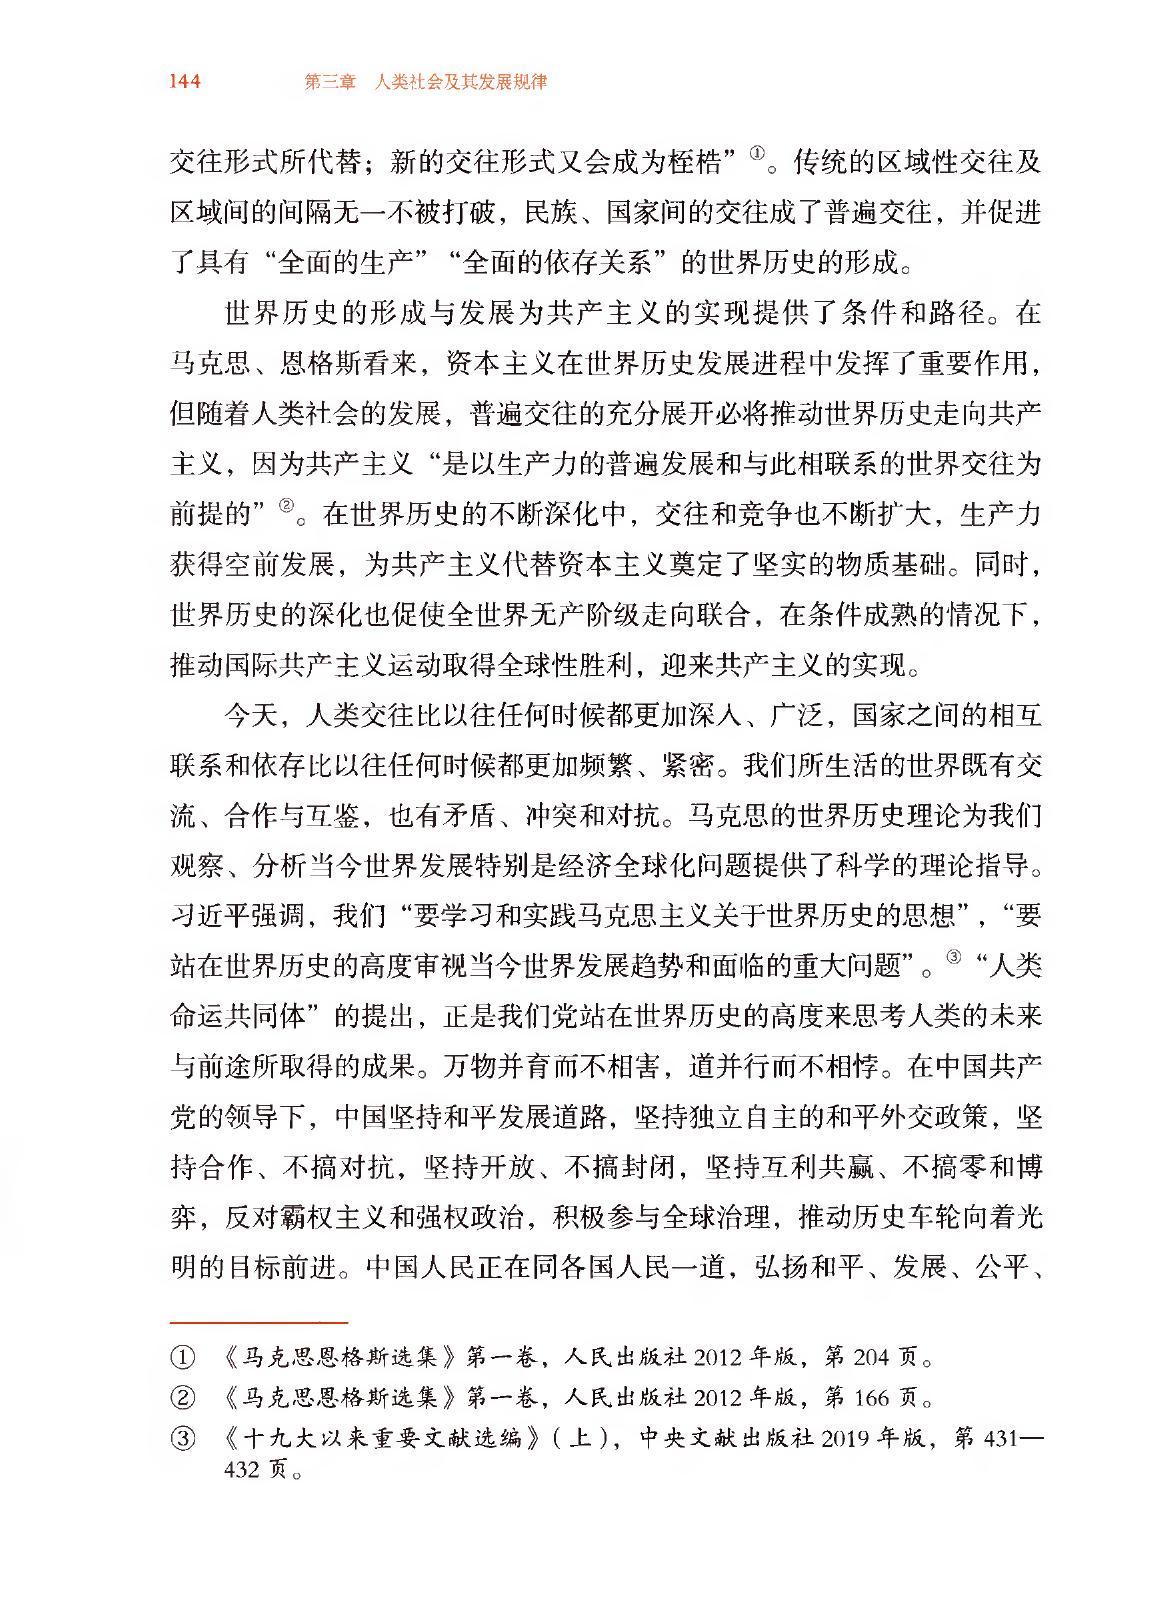 144 第三章 人类社会及其发展规律
交往形式所代替；新的交往形式又会成为桎梏”①。传统的区域性交往及
区域间的间隔无一不被打破，民族、国家间的交往成了普遍交往，并促进
了具有“全面的生产”“全面的依存关系”的世界历史的形成。
世界历史的形成与发展为共产主义的实现提供了条件和路径。在
马克思、恩格斯看来，资本主义在世界历史发展进程中发挥了重要作用，
但随着人类社会的发展，普遍交往的充分展开必将推动世界历史走向共产
主义，因为共产主义“是以生产力的普遍发展和与此相联系的世界交往为
前提的”②。在世界历史的不断深化中，交往和竞争也不断扩大，生产力
获得空前发展，为共产主义代替资本主义奠定了坚实的物质基础。同时，
世界历史的深化也促使全世界无产阶级走向联合，在条件成熟的情况下，
推动国际共产主义运动取得全球性胜利，迎来共产主义的实现。
今天，人类交往比以往任何时候都更加深入、广泛，国家之间的相互
联系和依存比以往任何时候都更加频繁、紧密。我们所生活的世界既有交
流、合作与互鉴，也有矛盾、冲突和对抗。马克思的世界历史理论为我们
观察、分析当今世界发展特别是经济全球化问题提供了科学的理论指导。
习近平强调，我们“要学习和实践马克思主义关于世界历史的思想”，“要
站在世界历史的高度审视当今世界发展趋势和面临的重大问题”。③“人类
命运共同体”的提出，正是我们党站在世界历史的高度来思考人类的未来
与前途所取得的成果。万物并育而不相害，道并行而不相悖。在中国共产
党的领导下，中国坚持和平发展道路，坚持独立自主的和平外交政策，坚
持合作、不搞对抗，坚持开放、不搞封闭，坚持互利共赢、不搞零和博
弈，反对霸权主义和强权政治，积极参与全球治理，推动历史车轮向着光
明的目标前进。中国人民正在同各国人民一道，弘扬和平、发展、公平、
① 《马克思恩格斯选集》第一卷，人民出版社 2012 年版，第 204 页。
② 《马克思恩格斯选集》第一卷，人民出版社 2012 年版，第 166 页。
③ 《十九大以来重要文献选编》（上），中央文献出版社 2019 年版，第 431—
432 页。